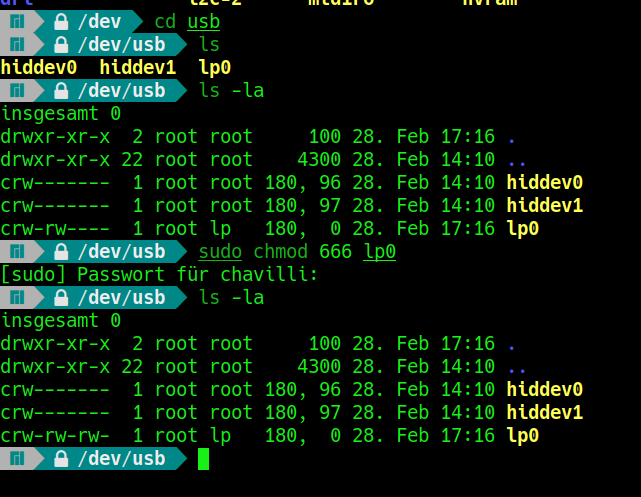 dri l2c-2 mtd1ro nvram
/dev cd usb
/dev/usb ls
hiddev0 hiddev1 lp0
/dev/usb ls -la
insgesamt 0
drwxr-xr-x 2 root root 100 28. Feb 17:16 .
drwxr-xr-x 22 root root 4300 28. Feb 14:10 ..
crw------- 1 root root 180, 96 28. Feb 14:10 hiddev0
crw------- 1 root root 180, 97 28. Feb 14:10 hiddev1
crw-rw---- 1 root lp 180, 0 28. Feb 17:16 lp0
/dev/usb sudo chmod 666 lp0
[sudo] Passwort für chavilli:
/dev/usb ls -la
insgesamt 0
drwxr-xr-x 2 root root 100 28. Feb 17:16 .
drwxr-xr-x 22 root root 4300 28. Feb 14:10 ..
crw------- 1 root root 180, 96 28. Feb 14:10 hiddev0
crw------- 1 root root 180, 97 28. Feb 14:10 hiddev1
crw-rw-rw- 1 root lp 180, 0 28. Feb 17:16 lp0
/dev/usb